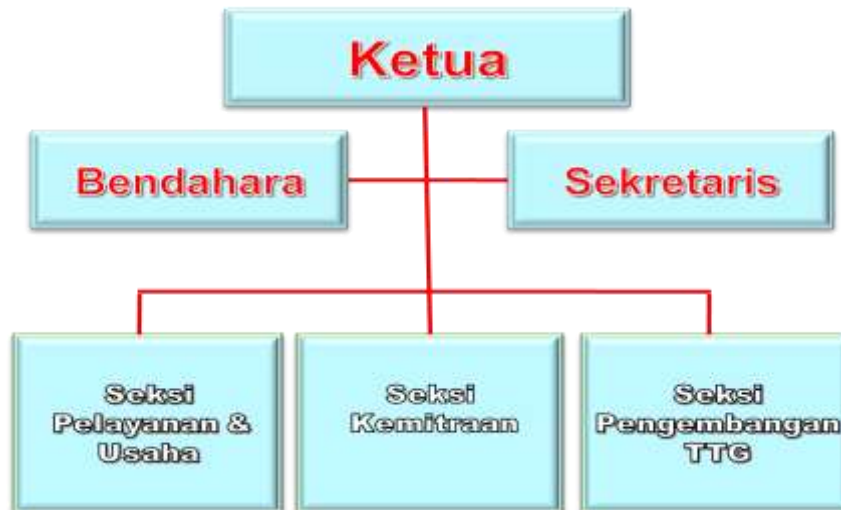 Ketua
Bendahara
Sekretaris
Seksi
Pelayanan &
Usaha
Seksi
Kemitraan
Seksi
Pengembangan
TTG